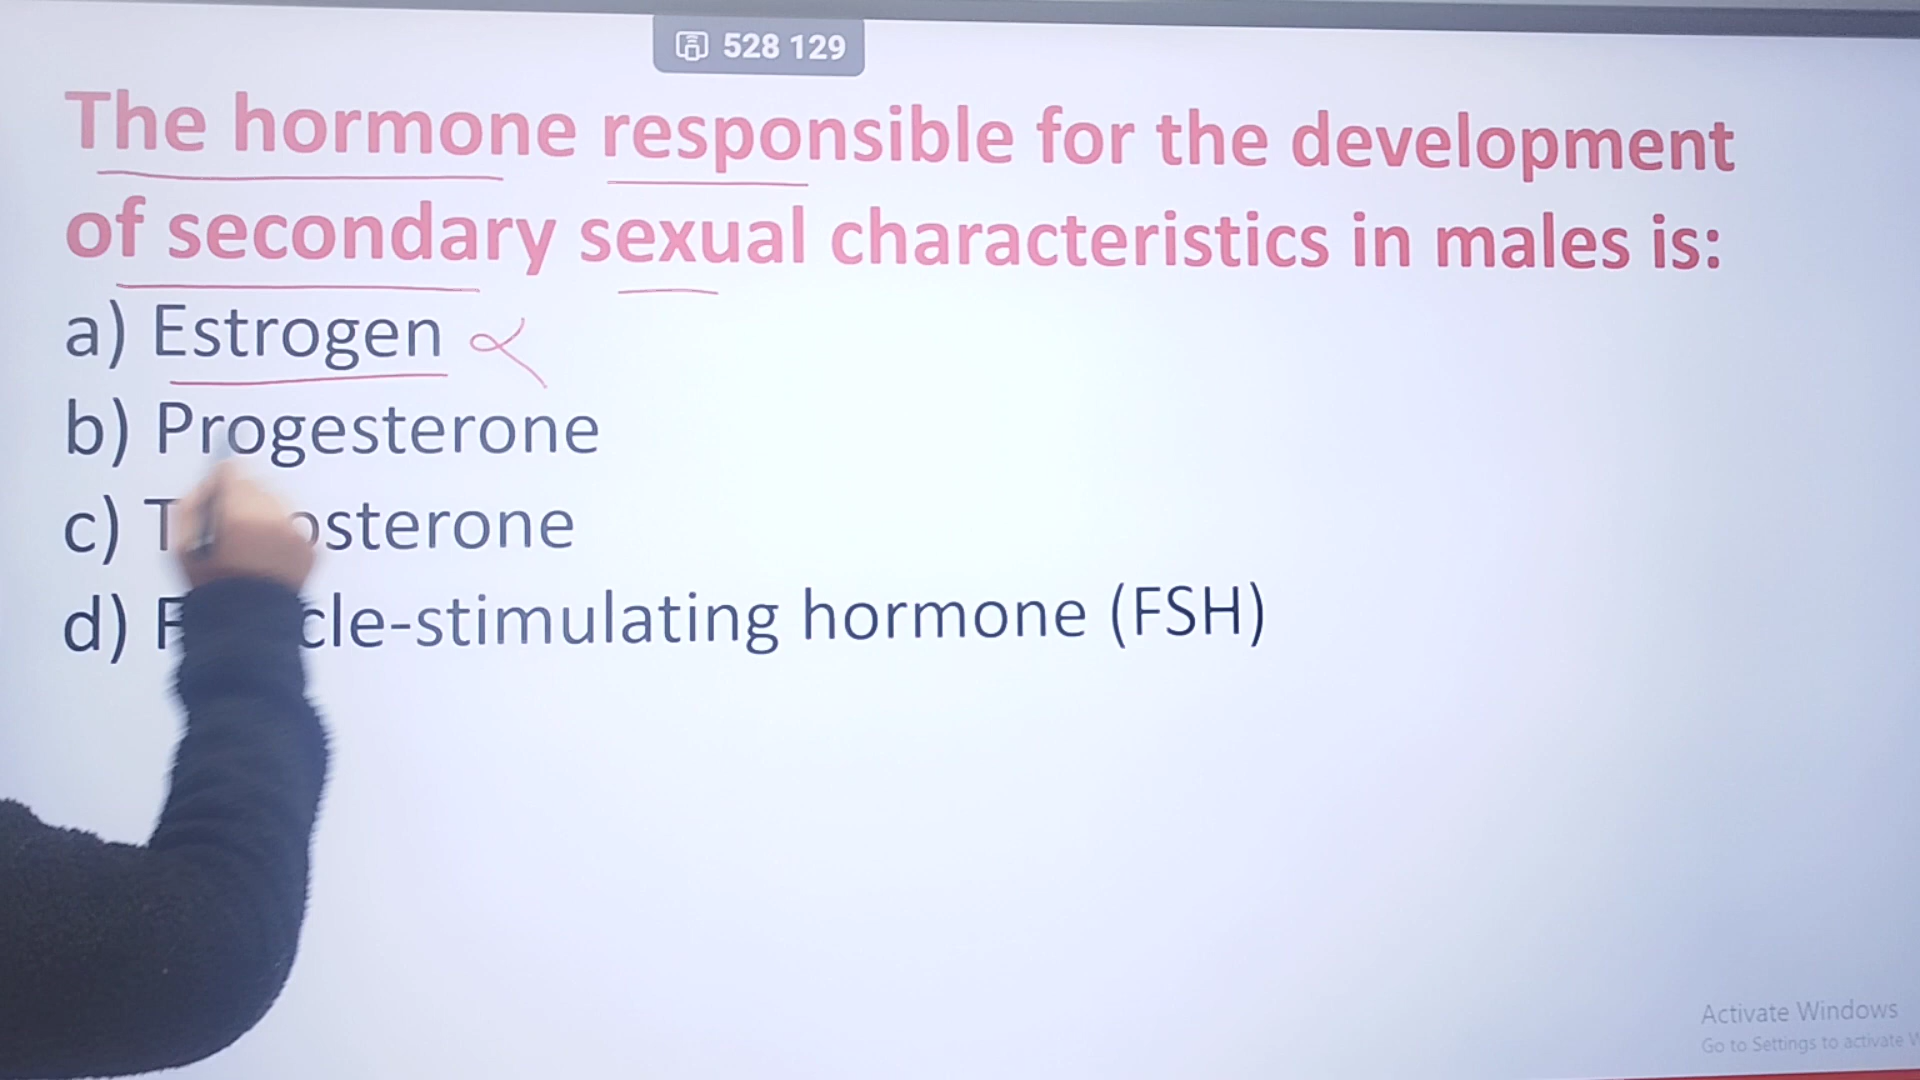 528 129
The hormone responsible for the development
of secondary sexual characteristics in males is:
a) Estrogen
b) Progesterone
c) T osterone
d) F cle-stimulating hormone (FSH)
Activate Windows
Go to Settings to activate W